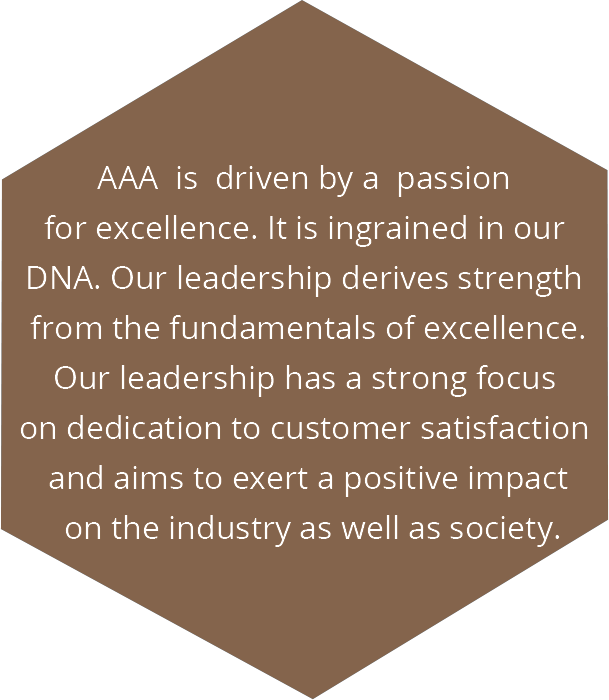 AAA is driven by a passion
for excellence. It is ingrained in our
DNA. Our leadership derives strength
from the fundamentals of excellence.
Our leadership has a strong focus
on dedication to customer satisfaction
and aims to exert a positive impact
on the industry as well as society.